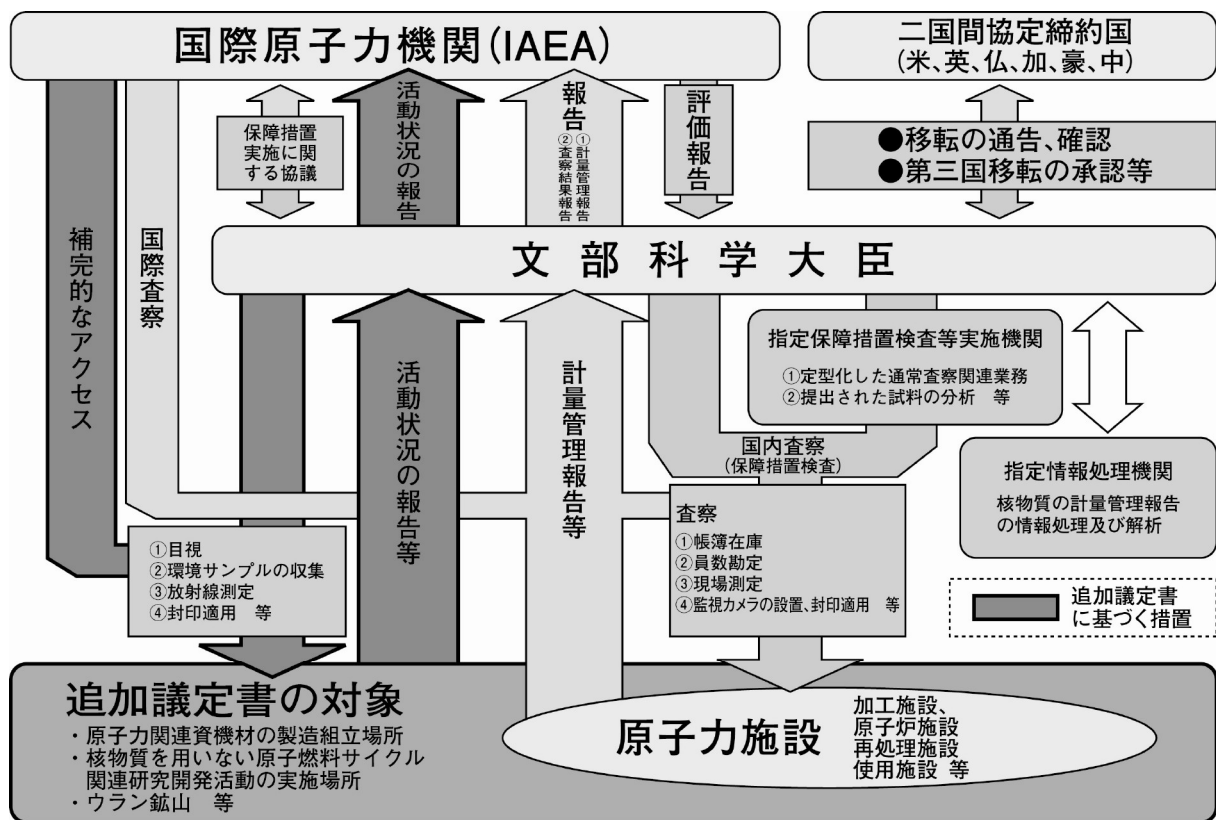 国際原子力機関(IAEA)
二国間協定締約国
(米、英、仏、加、豪、中)
保障措置
実施に関
する協議
活動状況の報告
報告
①計量管理報告
②査察結果報告
評価報告
●移転の通告、確認
●第三国移転の承認等
補完的なアクセス
国際査察
文部科学大臣
活動状況の報告等
計量管理報告等
指定保障措置検査等実施機関
①定型化した通常査察関連業務
②提出された試料の分析 等
国内査察
(保障措置検査)
指定情報処理機関
核物質の計量管理報告
の情報処理及び解析
①目視
②環境サンプルの収集
③放射線測定
④封印適用 等
査察
①帳簿在庫
②員数勘定
③現場測定
④監視カメラの設置、封印適用 等
追加議定書
に基づく措置
追加議定書の対象
・原子力関連資機材の製造組立場所
・核物質を用いない原子燃料サイクル
関連研究開発活動の実施場所
・ウラン鉱山 等
原子力施設
加工施設、
原子炉施設
再処理施設
使用施設 等